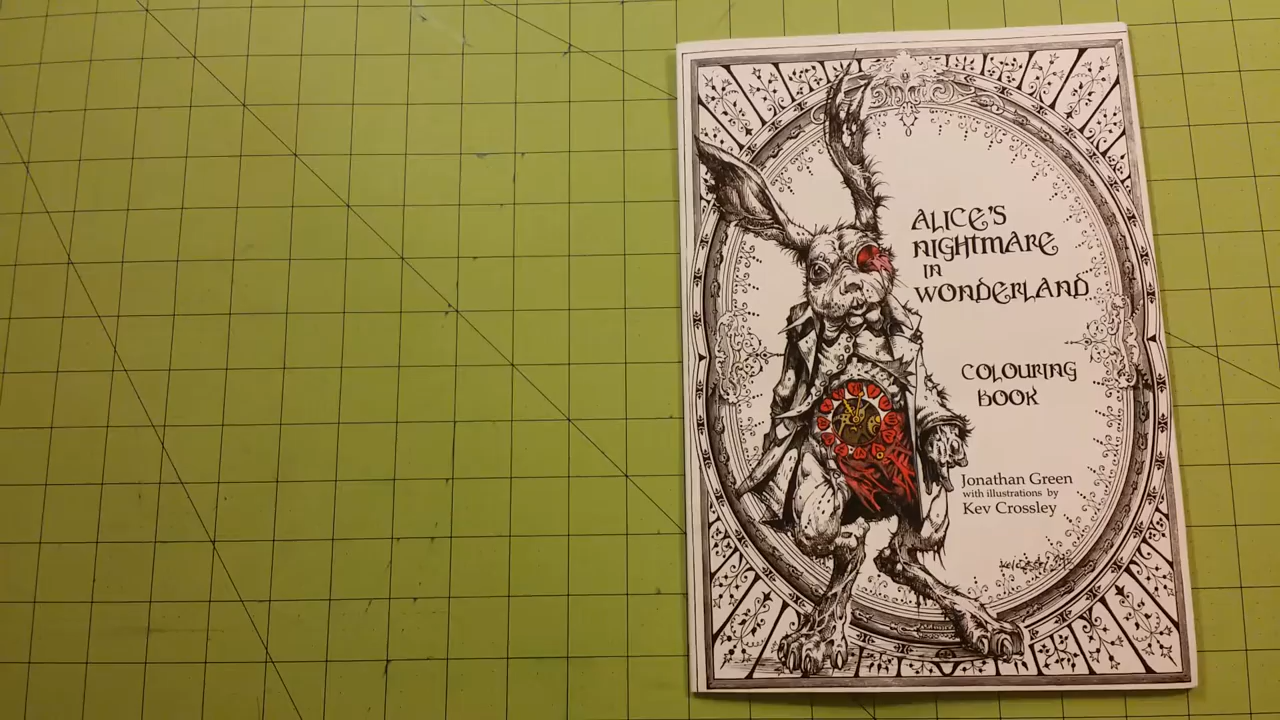 ALICE'S
NIGHTMARE
IN
WONDERLAND
COLOURING
BOOK
Jonathan Green
with illustrations by
Kev Crossley